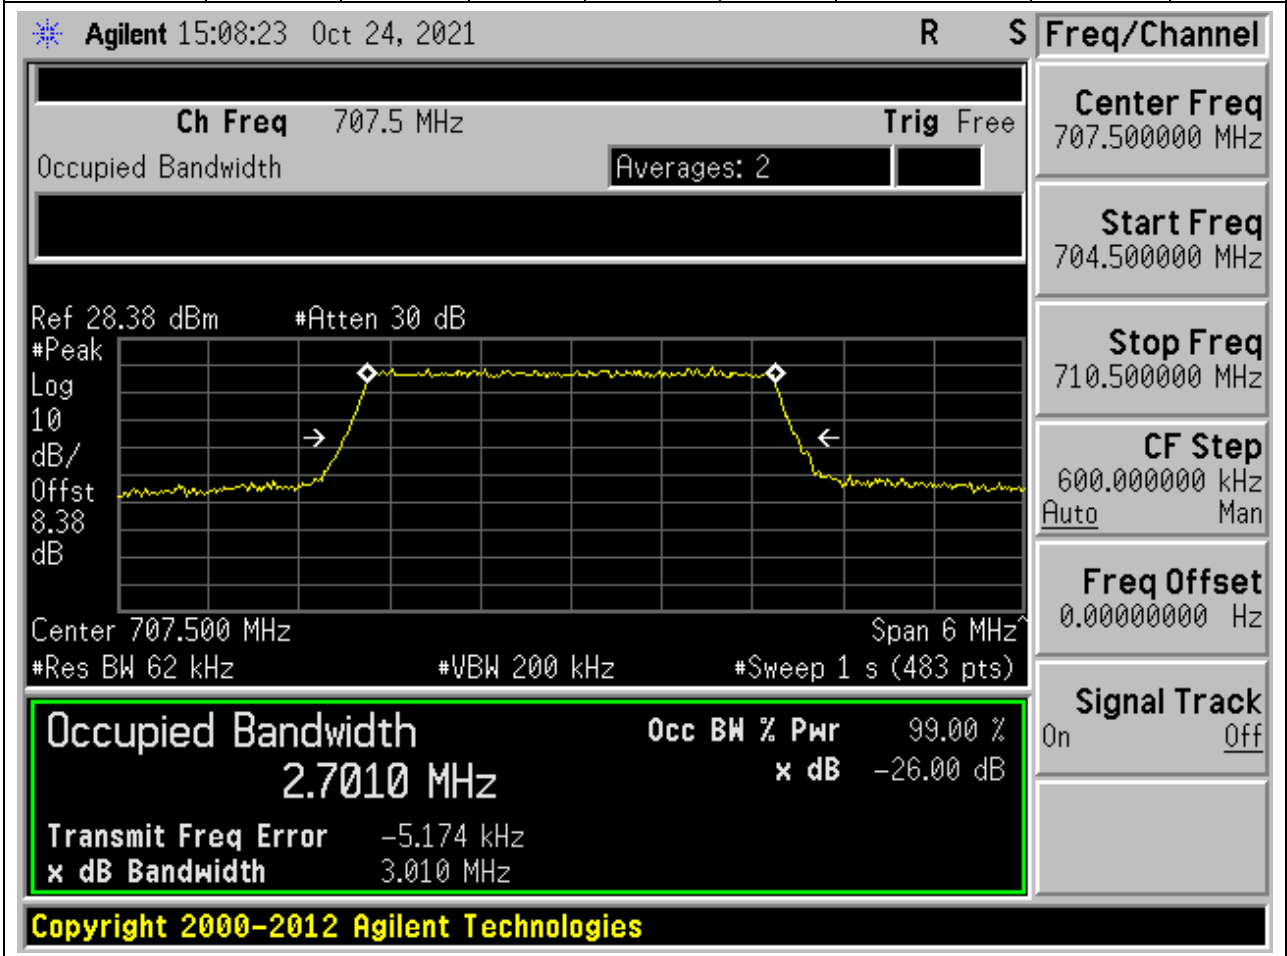 Agilent 15:08:23 Oct 24, 2021 R S
Freq/Channel
Ch Freq 707.5 MHz Trig Free
Occupied Bandwidth Averages: 2
Ref 28.38 dBm #Atten 30 dB
#Peak
Log
10
dB/
Offst
8.38
dB
Center 707.500 MHz Span 6 MHz^
#Res BW 62 kHz #VBW 200 kHz #Sweep 1 s (483 pts)
Occupied Bandwidth Occ BW % Pwr 99.00 %
2.7010 MHz x dB -26.00 dB
Transmit Freq Error -5.174 kHz
x dB Bandwidth 3.010 MHz
Copyright 2000-2012 Agilent Technologies
Center Freq
707.500000 MHz
Start Freq
704.500000 MHz
Stop Freq
710.500000 MHz
CF Step
600.000000 kHz
Auto Man
Freq Offset
0.00000000 Hz
Signal Track
On Off